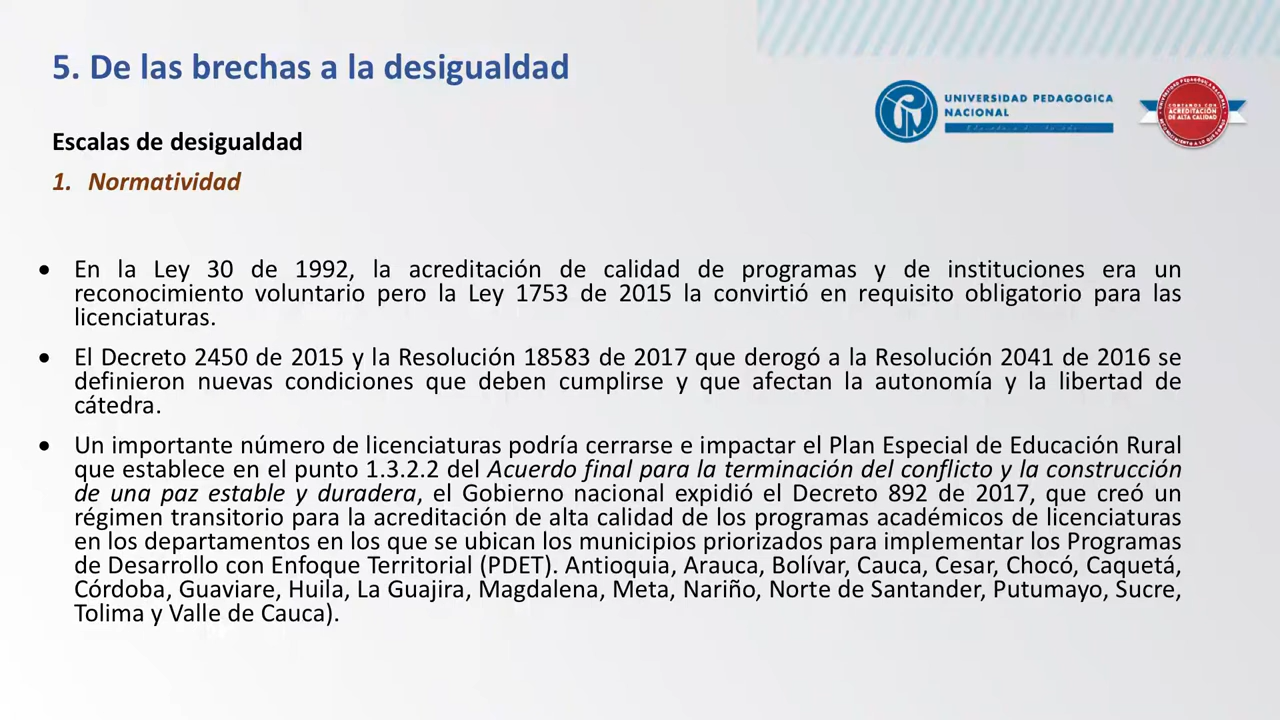 5. De las brechas a la desigualdad
UNIVERSIDAD PEDAGOGICA
NACIONAL
CONTAMOS CON
ACREDITACIÓN
DE ALTA CALIDAD
Escalas de desigualdad
1. Normatividad
• En la Ley 30 de 1992, la acreditación de calidad de programas y de instituciones era un
reconocimiento voluntario pero la Ley 1753 de 2015 la convirtió en requisito obligatorio para las
licenciaturas.
• El Decreto 2450 de 2015 y la Resolución 18583 de 2017 que derogó a la Resolución 2041 de 2016 se
definieron nuevas condiciones que deben cumplirse y que afectan la autonomía y la libertad de
cátedra.
• Un importante número de licenciaturas podría cerrarse e impactar el Plan Especial de Educación Rural
que establece en el punto 1.3.2.2 del Acuerdo final para la terminación del conflicto y la construcción
de una paz estable y duradera, el Gobierno nacional expidió el Decreto 892 de 2017, que creó un
régimen transitorio para la acreditación de alta calidad de los programas académicos de licenciaturas
en los departamentos en los que se ubican los municipios priorizados para implementar los Programas
de Desarrollo con Enfoque Territorial (PDET). Antioquia, Arauca, Bolívar, Cauca, Cesar, Chocó, Caquetá,
Córdoba, Guaviare, Huila, La Guajira, Magdalena, Meta, Nariño, Norte de Santander, Putumayo, Sucre,
Tolima y Valle de Cauca).